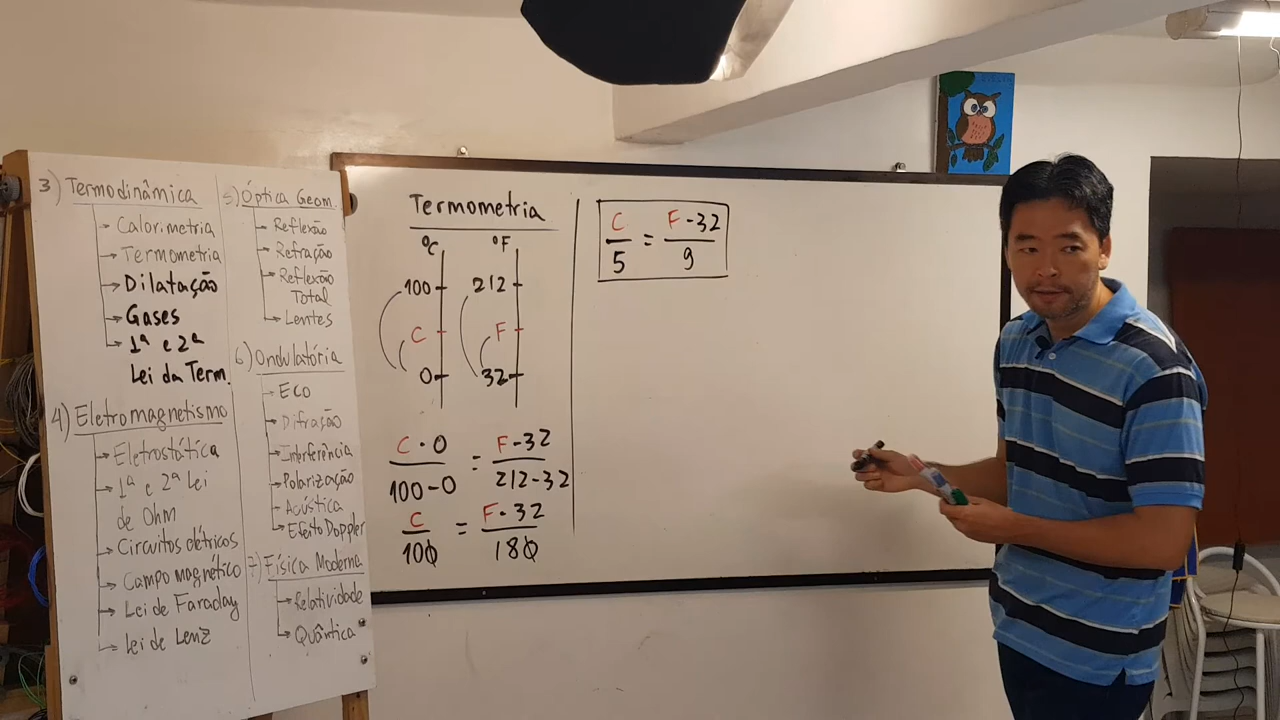 3) Termodinâmica
Calorimetria
Termometria
Dilatação
Gases
1ª e 2ª
Lei da Term.
4) Eletromagnetismo
Eletrostática
1ª e 2ª Lei
de Ohm
Circuitos elétricos
Campo magnético
Lei de Faraday
Lei de Lenz
5) Óptica Geom.
Reflexão
Refração
Reflexão
Total
Lentes
6) Ondulatória
Eco
Difração
Interferência
Polarização
Acústica
Efeito Doppler
7) Física Moderna
Relatividade
Quântica
Termometria
°C °F
100 212
C F
0 32
C - 0 / 100 - 0 = F - 32 / 212 - 32
C / 100 = F - 32 / 180
C / 5 = F - 32 / 9